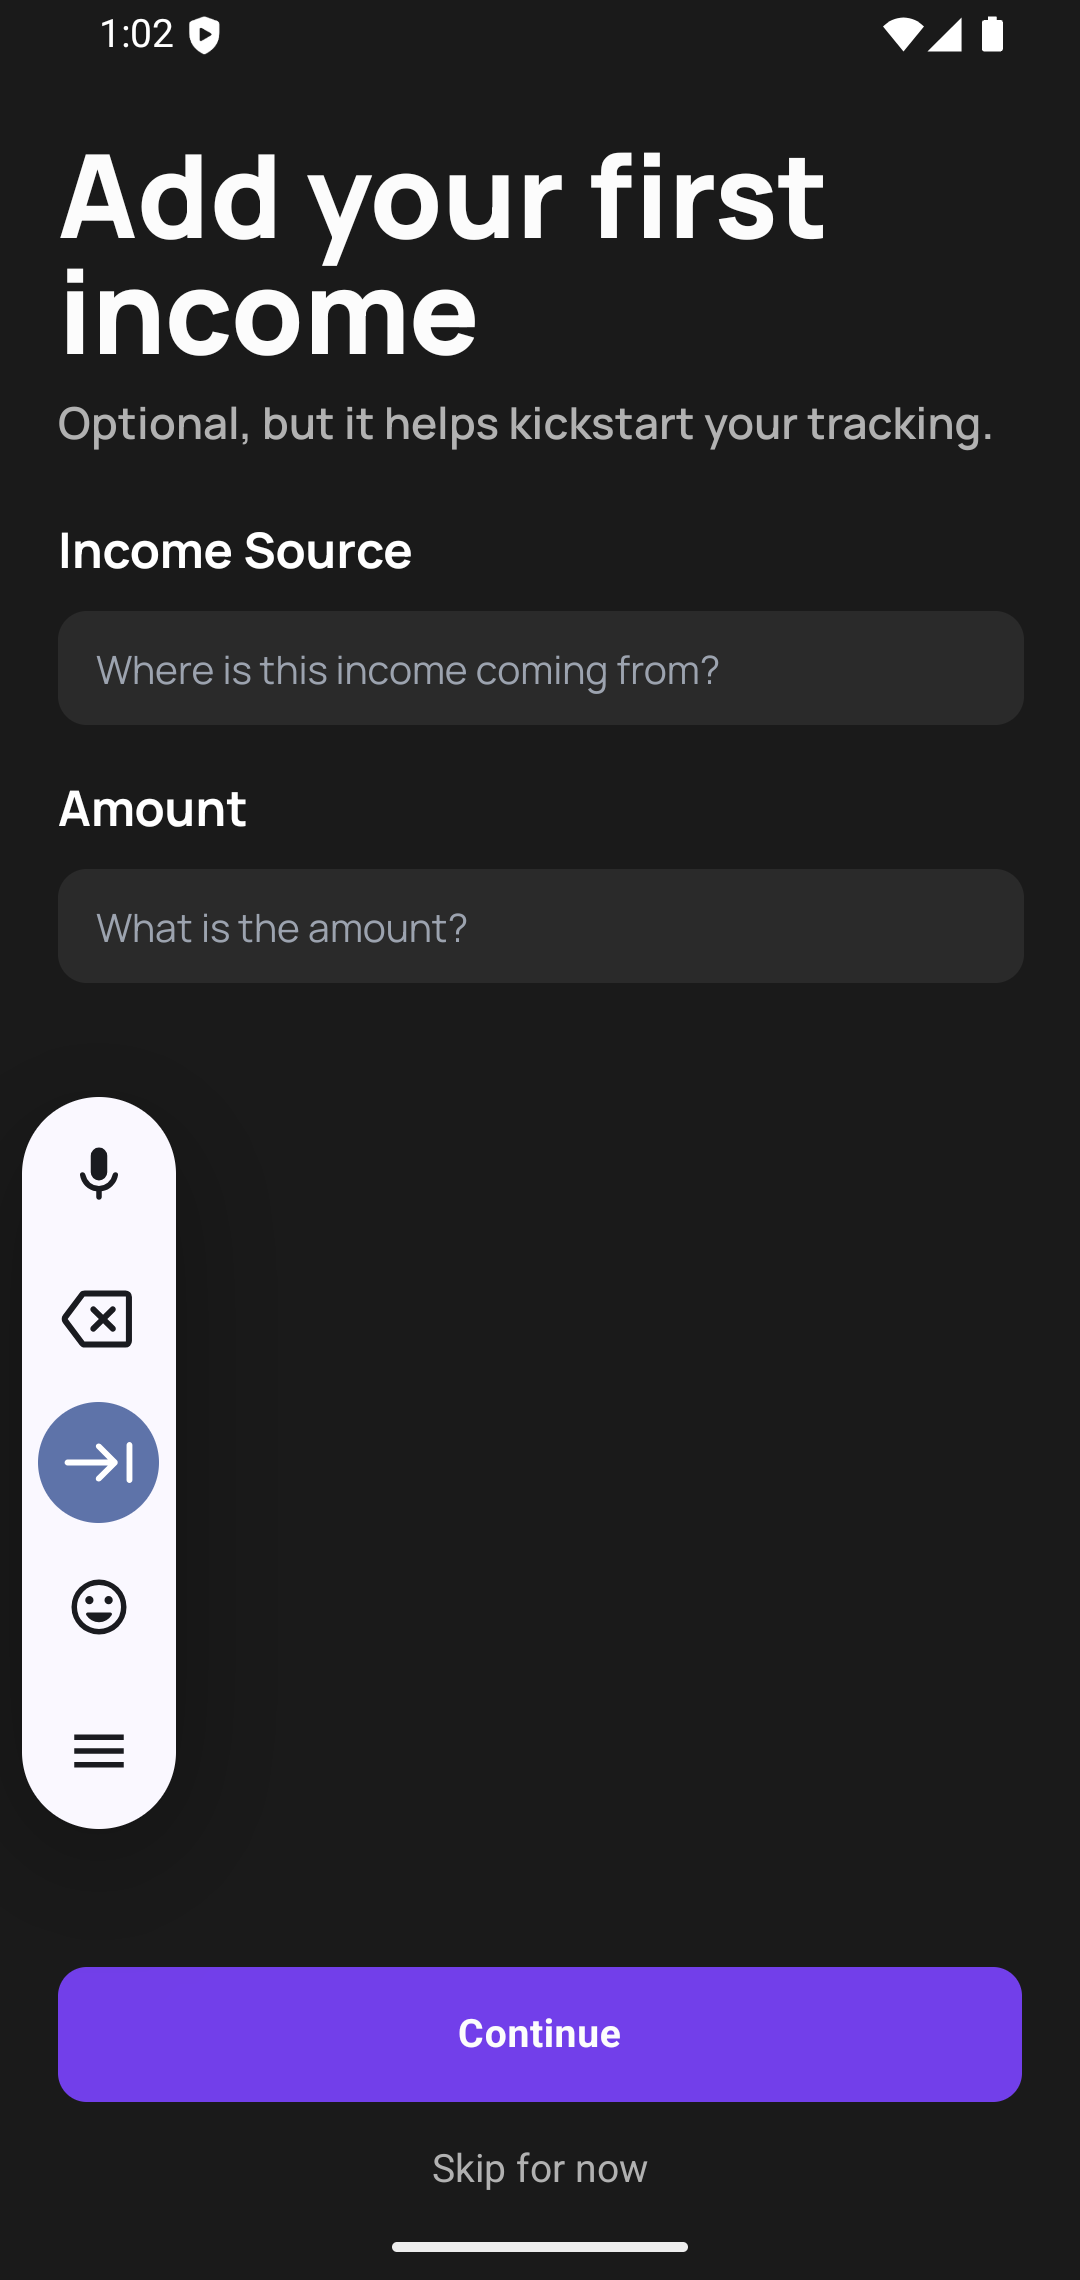 1:02
Add your first
income
Optional, but it helps kickstart your tracking.
Income Source
Where is this income coming from?
Amount
What is the amount?
Continue
Skip for now